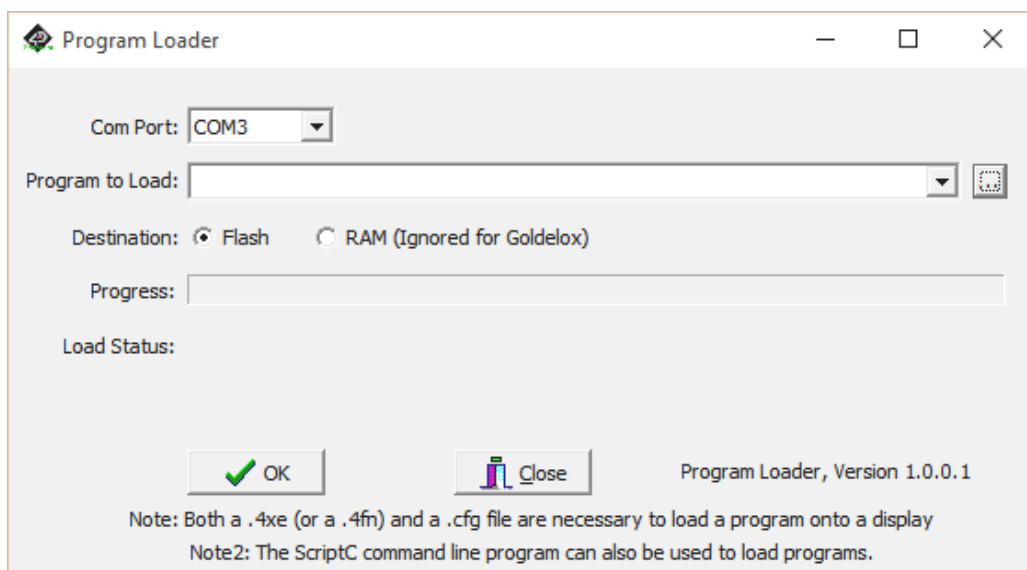 Program Loader
Com Port: COM3
Program to Load:
Destination: Flash RAM (Ignored for Goldelox)
Progress:
Load Status:
OK Close Program Loader, Version 1.0.0.1
Note: Both a .4xe (or a .4fn) and a .cfg file are necessary to load a program onto a display
Note2: The ScriptC command line program can also be used to load programs.